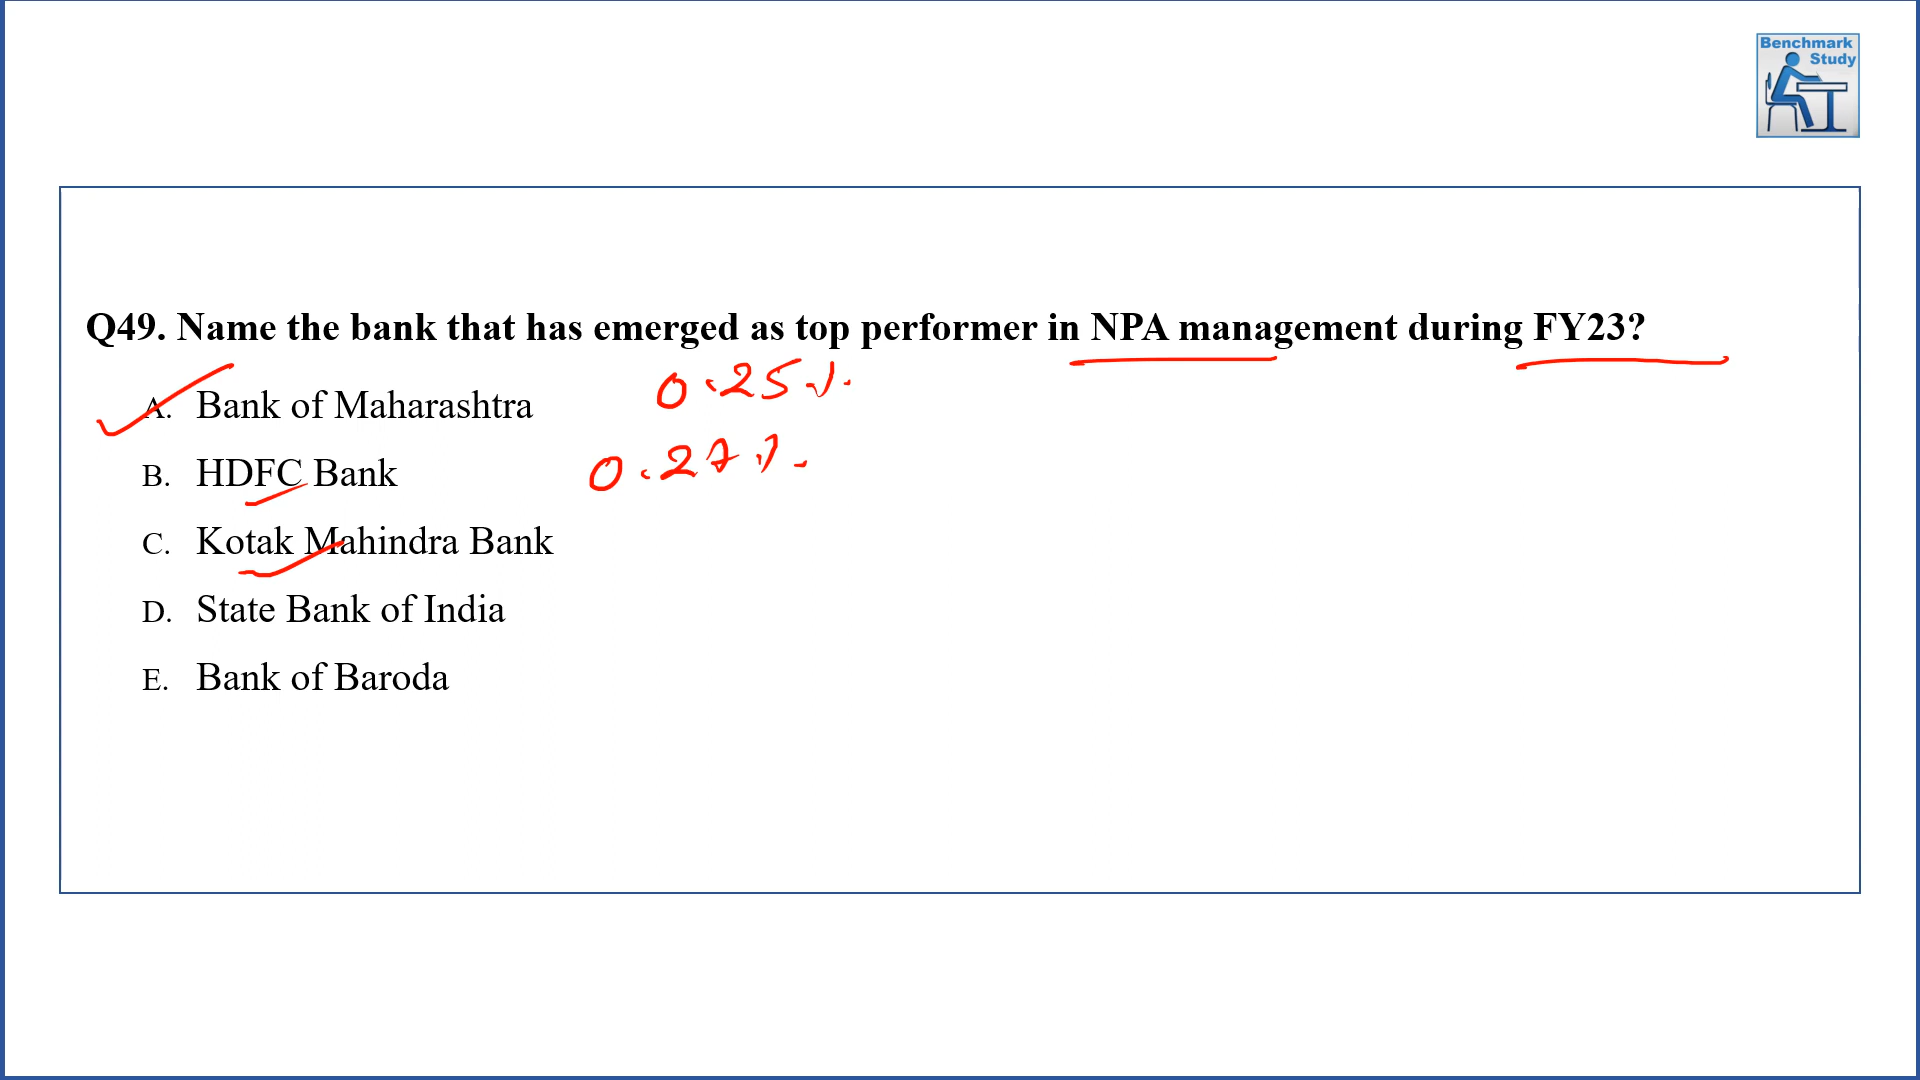 Benchmark
Study
Q49. Name the bank that has emerged as top performer in NPA management during FY23?
A. Bank of Maharashtra 0.25%.
B. HDFC Bank 0.27%.
C. Kotak Mahindra Bank
D. State Bank of India
E. Bank of Baroda